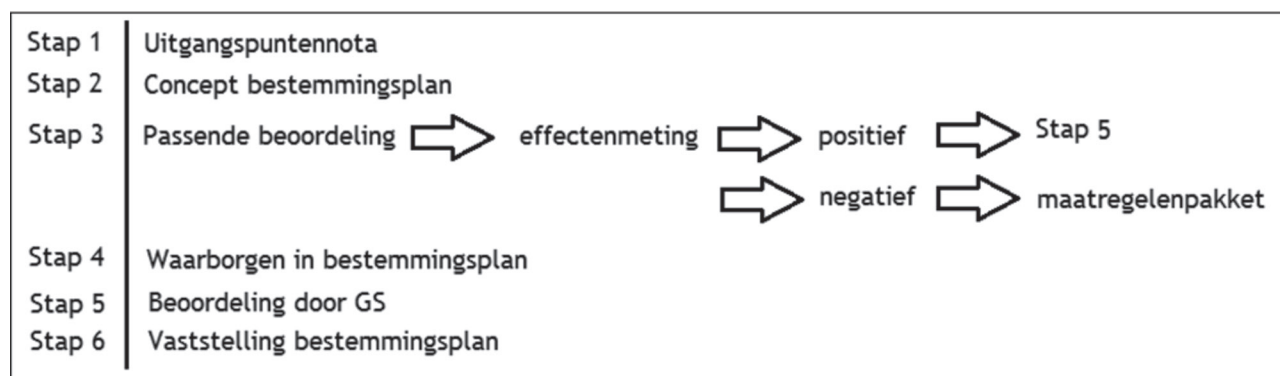 Stap 1 Uitgangspuntennota
Stap 2 Concept bestemmingsplan
Stap 3 Passende beoordeling effectenmeting positief Stap 5
negatief maatregelenpakket
Stap 4 Waarborgen in bestemmingsplan
Stap 5 Beoordeling door GS
Stap 6 Vaststelling bestemmingsplan